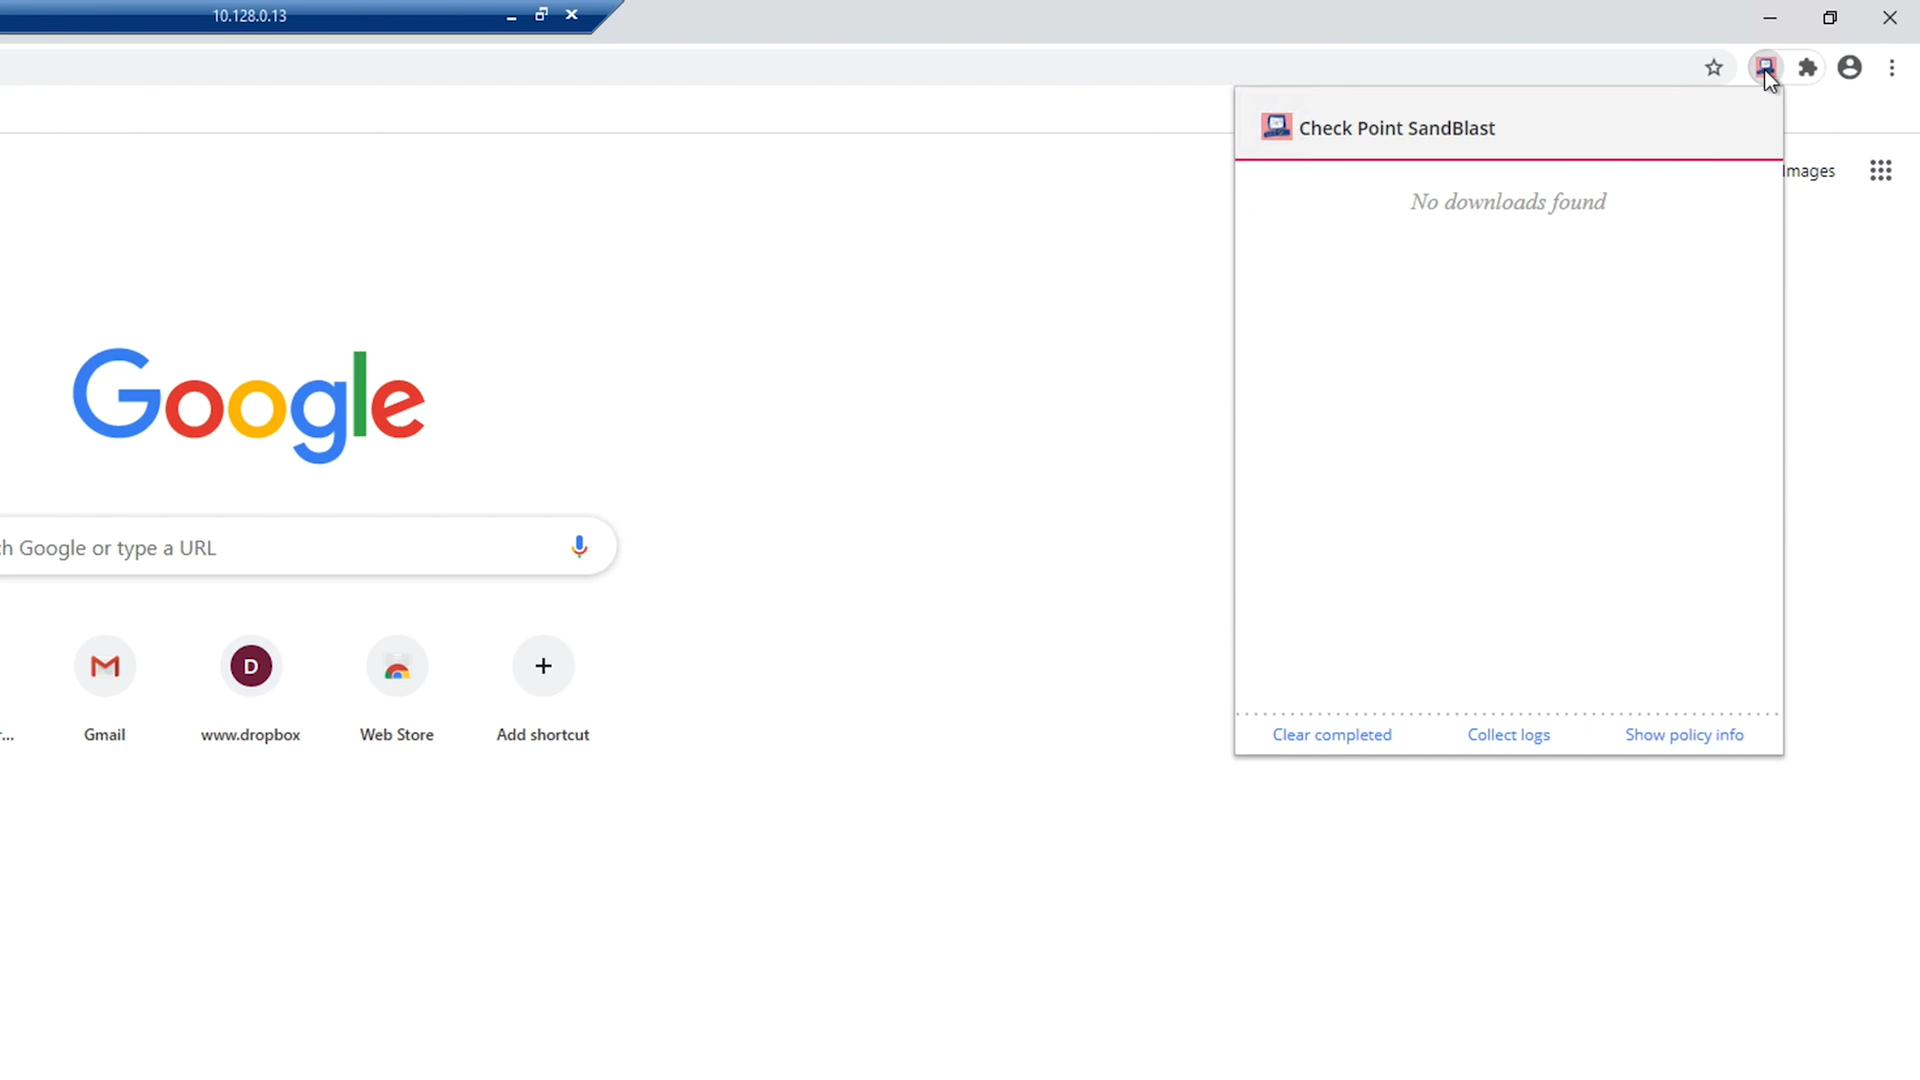 10.128.0.13
Check Point SandBlast
Images
No downloads found
Google
h Google or type a URL
D
Gmail
www.dropbox
Web Store
Add shortcut
Clear completed
Collect logs
Show policy info